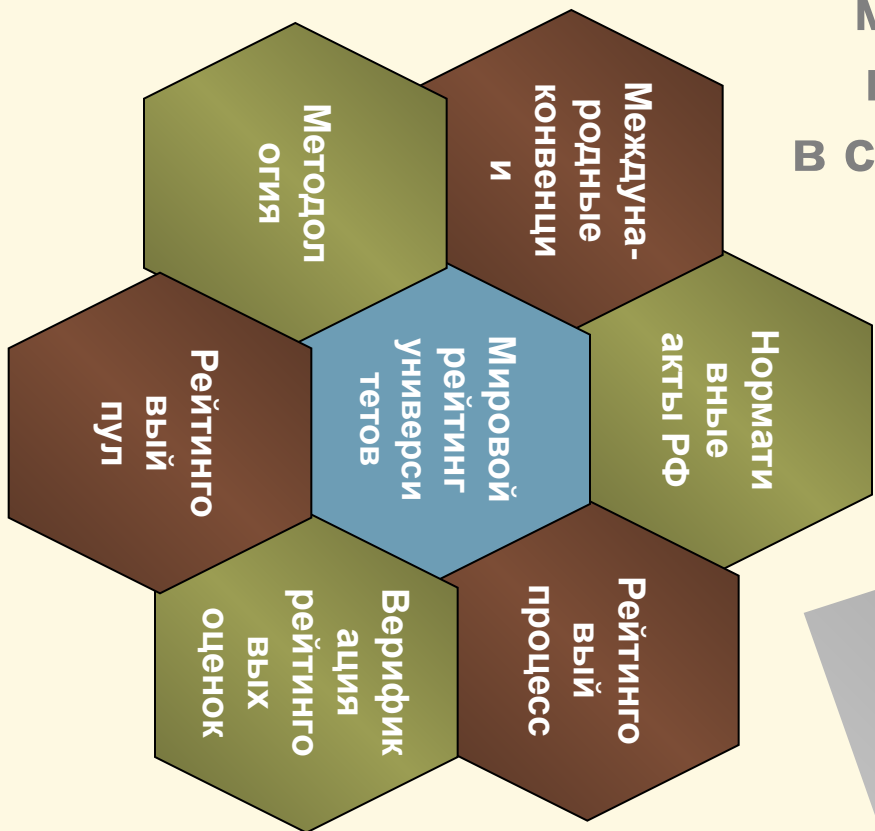 Междуна-
родные
конвенци
и
Методол
огия
Нормати
вные
акты РФ
Мировой
рейтинг
универси
тетов
Рейтинго
вый
пул
Рейтинго
вый
процесс
Верифик
ация
рейтинго
вых
оценок